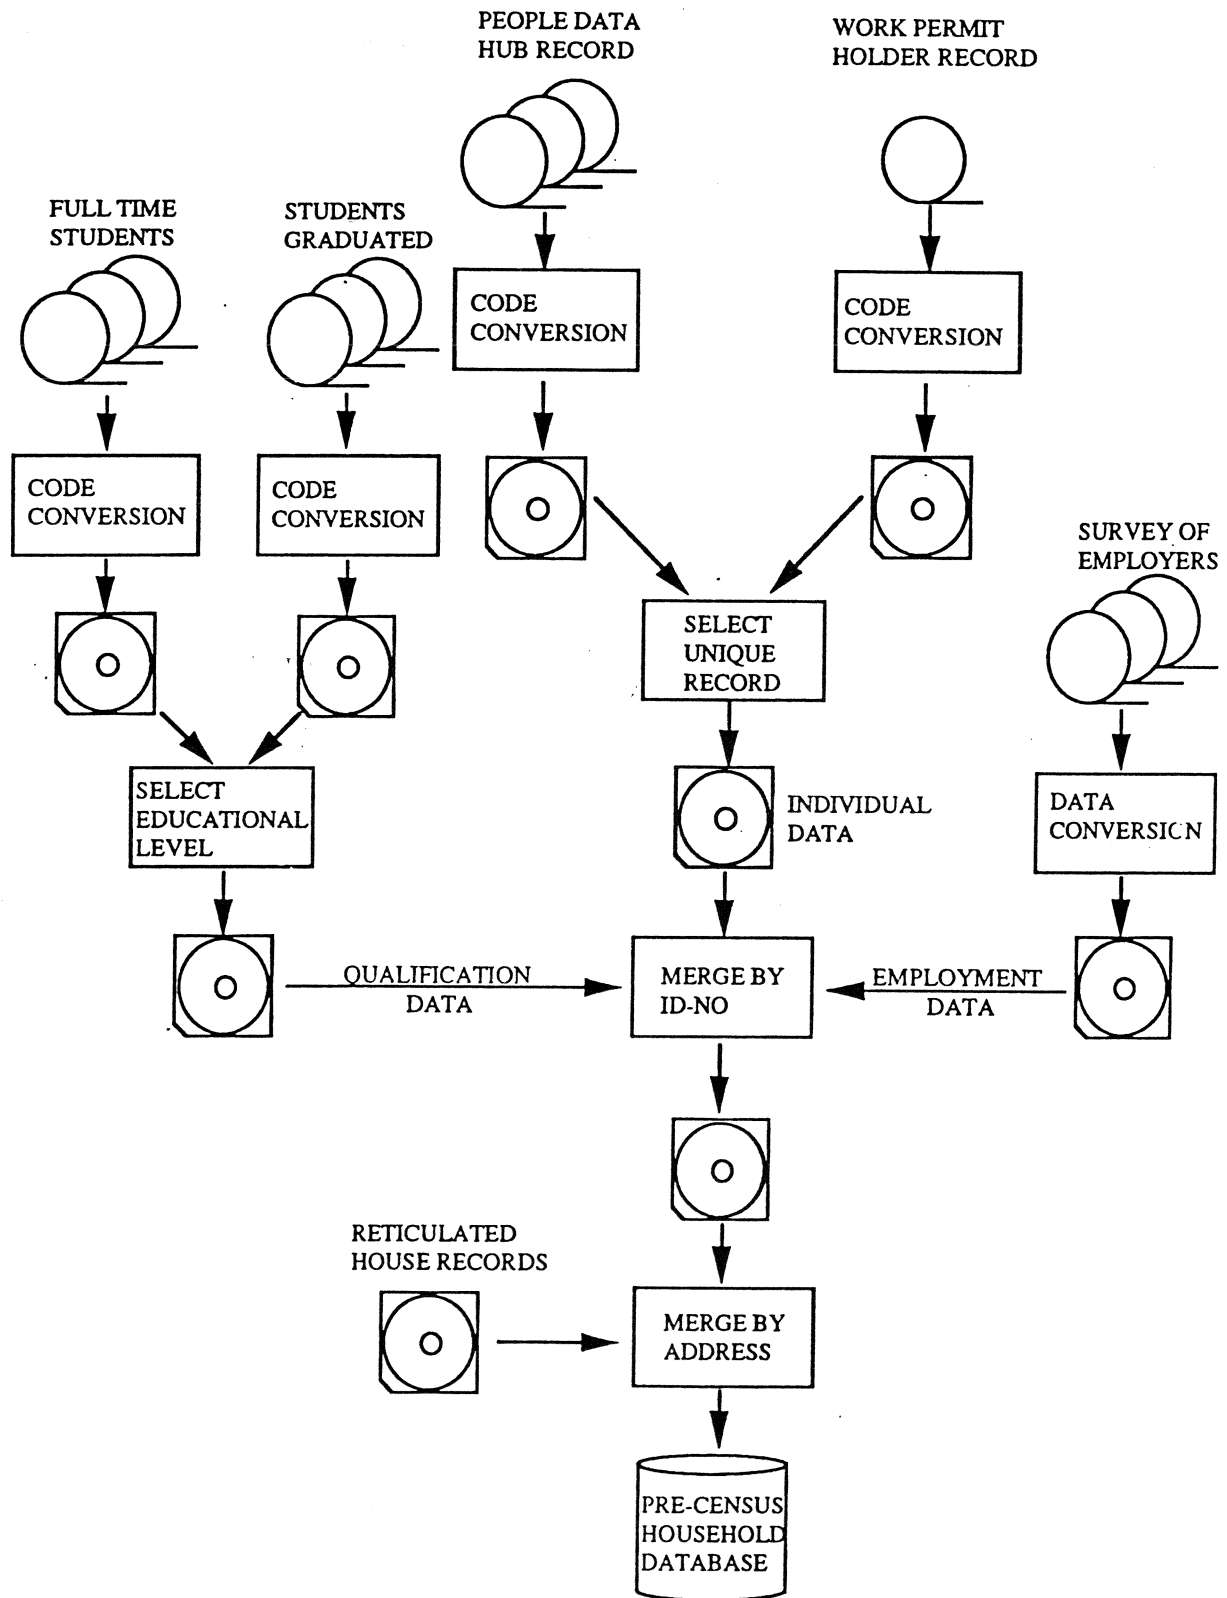 PEOPLE DATA
HUB RECORD
WORK PERMIT
HOLDER RECORD
FULL TIME
STUDENTS
STUDENTS
GRADUATED
CODE
CONVERSION
CODE
CONVERSION
CODE
CONVERSION
CODE
CONVERSION
SURVEY OF
EMPLOYERS
SELECT
UNIQUE
RECORD
SELECT
EDUCATIONAL
LEVEL
INDIVIDUAL
DATA
DATA
CONVERSION
QUALIFICATION
DATA
MERGE BY
ID-NO
EMPLOYMENT
DATA
RETICULATED
HOUSE RECORDS
MERGE BY
ADDRESS
PRE-CENSUS
HOUSEHOLD
DATABASE